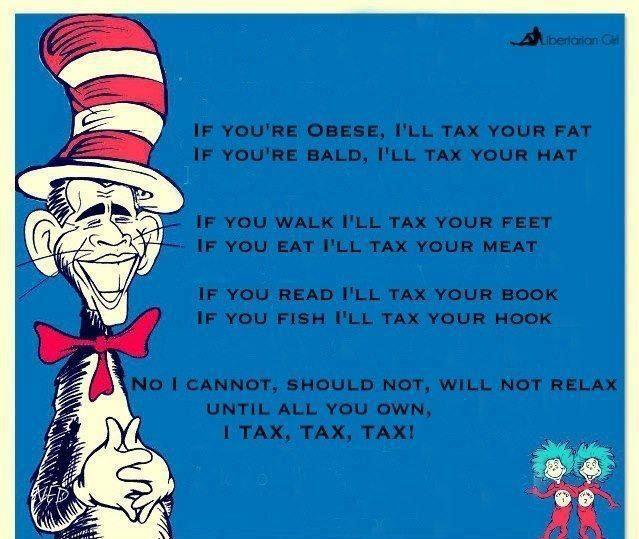 Libertarian Girl
IF YOU'RE OBESE, I'LL TAX YOUR FAT
IF YOU'RE BALD, I'LL TAX YOUR HAT
IF YOU WALK I'LL TAX YOUR FEET
IF YOU EAT I'LL TAX YOUR MEAT
IF YOU READ I'LL TAX YOUR BOOK
IF YOU FISH I'LL TAX YOUR HOOK
NO I CANNOT, SHOULD NOT, WILL NOT RELAX
UNTIL ALL YOU OWN,
I TAX, TAX, TAX!